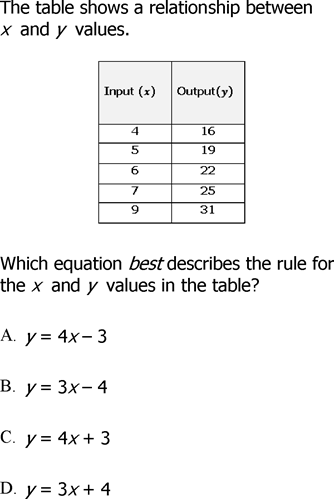 The table shows a relationship between
x and y values.
Input (x) Output(y)
4 16
5 19
6 22
7 25
9 31
Which equation best describes the rule for
the x and y values in the table?
A. y = 4x – 3
B. y = 3x – 4
C. y = 4x + 3
D. y = 3x + 4